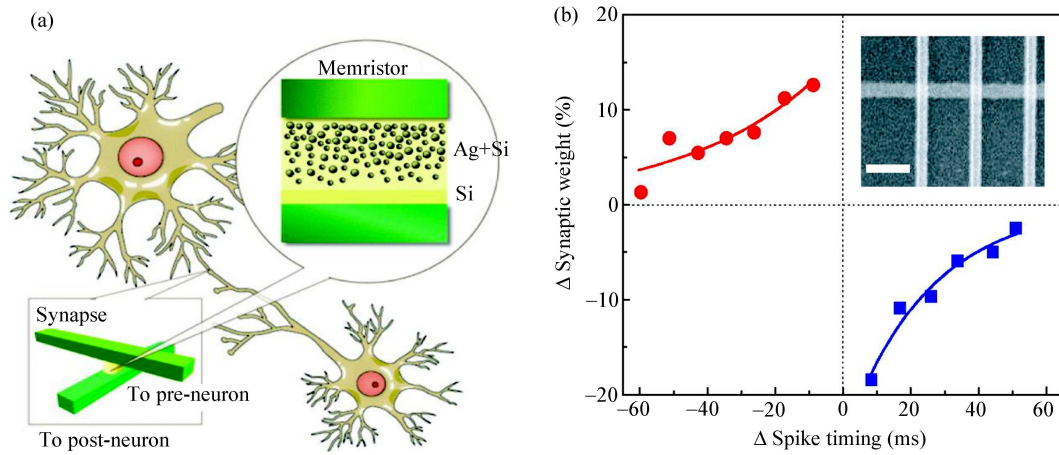 (a)
Memristor
Ag+Si
Si
Synapse
To pre-neuron
To post-neuron
(b)
Δ Synaptic weight (%)
20
10
0
–10
–20
–60
–40
–20
0
20
40
60
Δ Spike timing (ms)